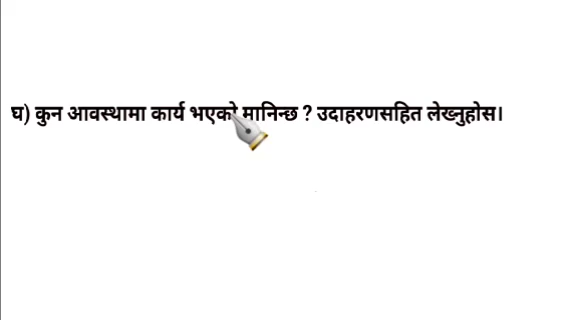 घ) कुन आवस्थामा कार्य भएको मानिन्छ ? उदाहरणसहित लेख्नुहोस।